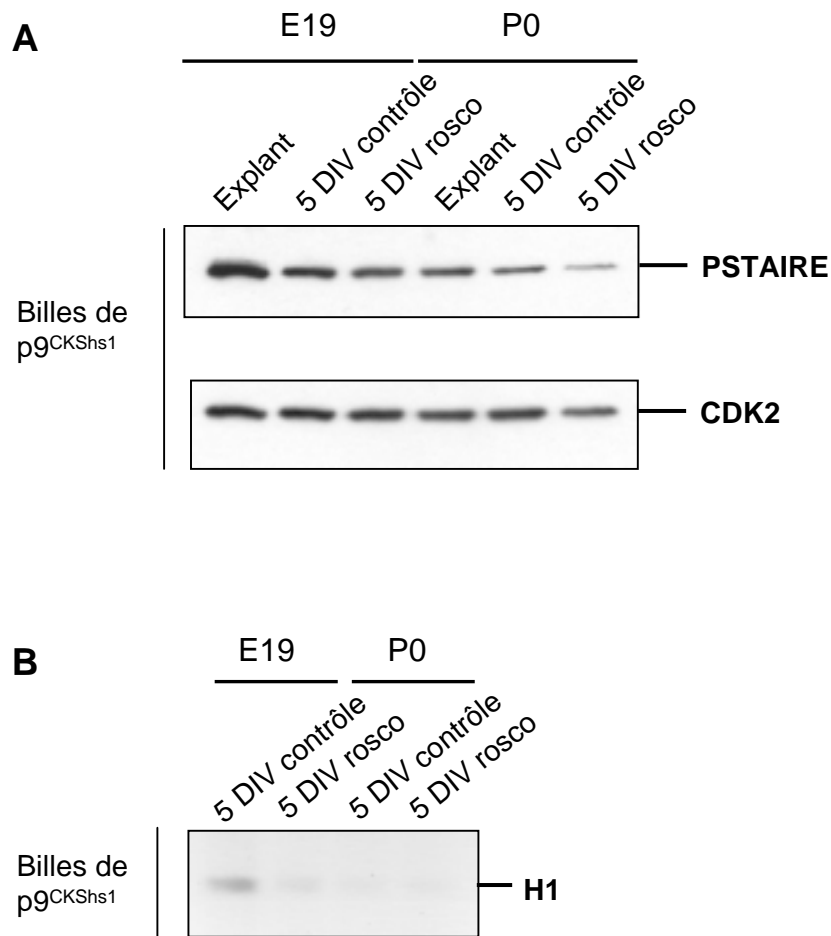 A
E19
P0
Explant
5 DIV contrôle
5 DIV rosco
Explant
5 DIV contrôle
5 DIV rosco
Billes de
p9CKShs1
PSTAIRE
CDK2
B
E19
P0
5 DIV contrôle
5 DIV rosco
5 DIV contrôle
5 DIV rosco
Billes de
p9CKShs1
H1